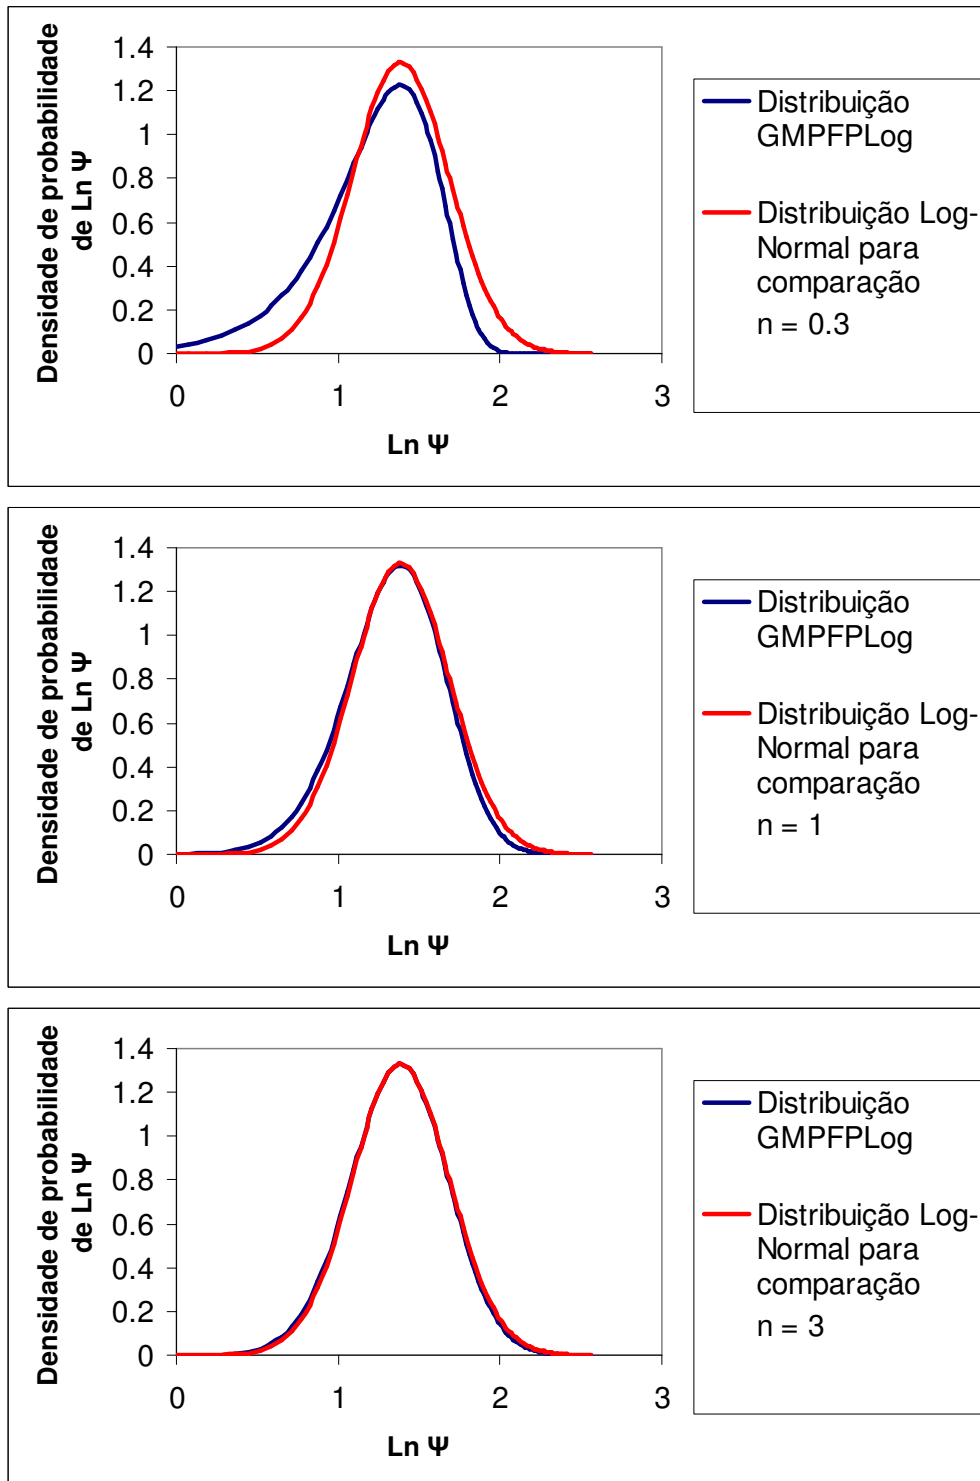 Densidade de probabilidade
de Ln Ψ
1.4
1.2
1
0.8
0.6
0.4
0.2
0
0 1 2 3
Ln Ψ
Distribuição
GMPFPLog
Distribuição Log-
Normal para
comparação
n = 0.3
Densidade de probabilidade
de Ln Ψ
1.4
1.2
1
0.8
0.6
0.4
0.2
0
0 1 2 3
Ln Ψ
Distribuição
GMPFPLog
Distribuição Log-
Normal para
comparação
n = 1
Densidade de probabilidade
de Ln Ψ
1.4
1.2
1
0.8
0.6
0.4
0.2
0
0 1 2 3
Ln Ψ
Distribuição
GMPFPLog
Distribuição Log-
Normal para
comparação
n = 3